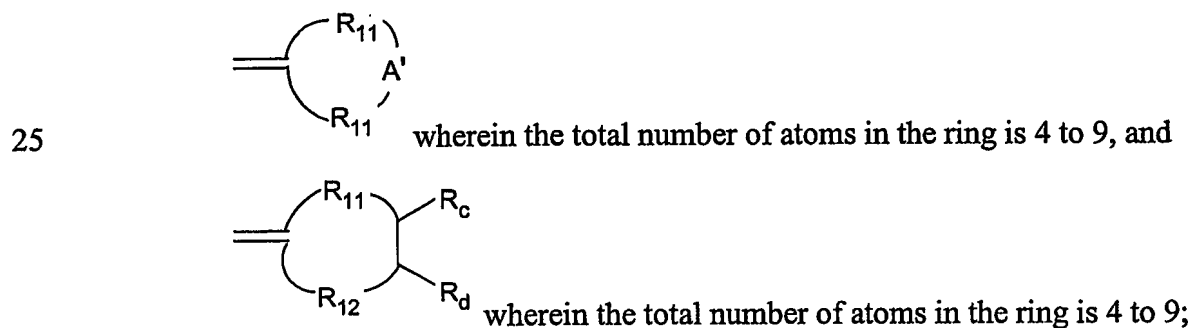 R11
A'
R11
25 wherein the total number of atoms in the ring is 4 to 9, and
R11 Rc
R12 Rd wherein the total number of atoms in the ring is 4 to 9;